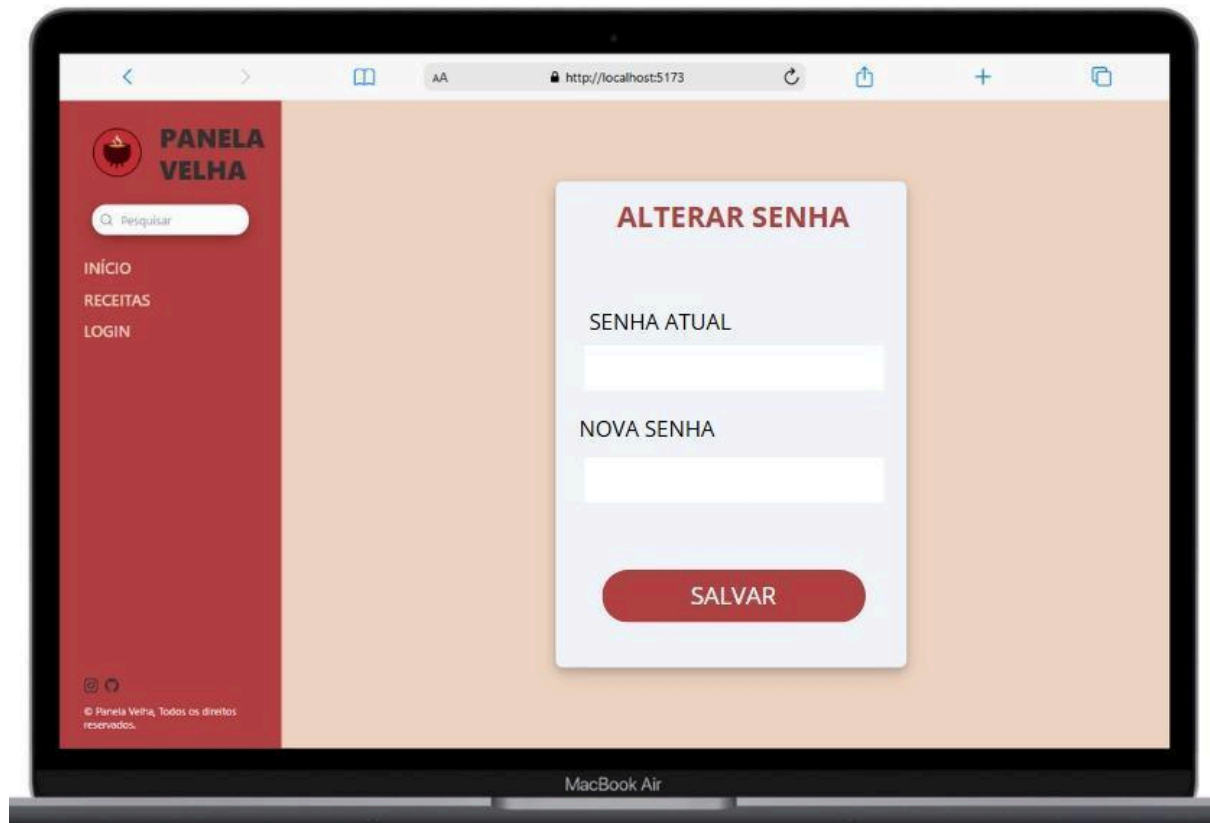 AA
http://localhost:5173
PANELA
VELHA
Pesquisar
INÍCIO
RECEITAS
LOGIN
ALTERAR SENHA
SENHA ATUAL
NOVA SENHA
SALVAR
© Panela Velha, Todos os direitos
reservados.
MacBook Air